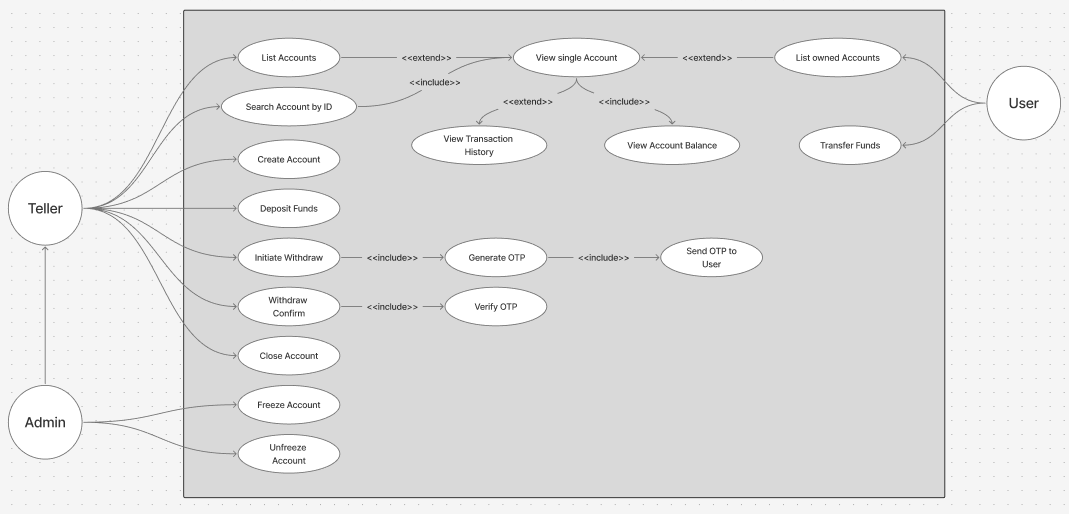 List Accounts
<<extend>>
View single Account
<<extend>>
List owned Accounts
<<include>>
Search Account by ID
<<extend>>
<<include>>
User
View Transaction
History
View Account Balance
Transfer Funds
Create Account
Teller
Deposit Funds
Initiate Withdraw
<<include>>
Generate OTP
<<include>>
Send OTP to
User
Withdraw
Confirm
<<include>>
Verify OTP
Close Account
Admin
Freeze Account
Unfreeze
Account